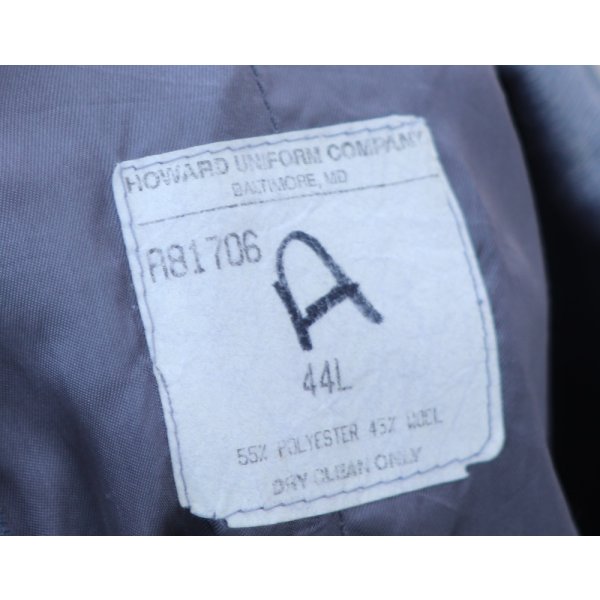 HOWARD UNIFORM COMPANY
BALTIMORE, MD
A81706
A
44L
55% POLYESTER 45% WOOL
DRY CLEAN ONLY